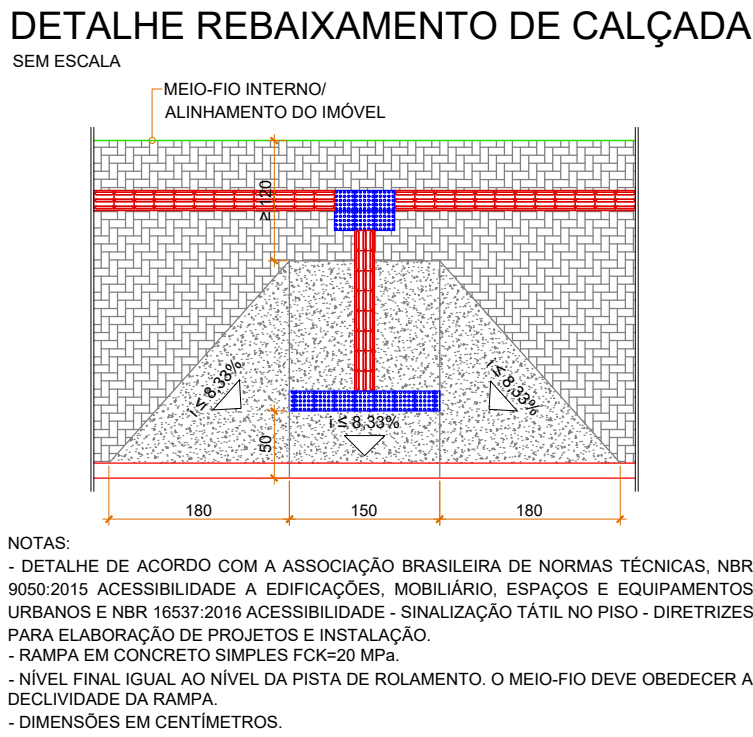 DETALHE REBAIXAMENTO DE CALÇADA
SEM ESCALA
MEIO-FIO INTERNO/
ALINHAMENTO DO IMÓVEL
≥ 120
i ≤ 8,33%
i ≤ 8,33%
i ≤ 8,33%
50
180
150
180
NOTAS:
- DETALHE DE ACORDO COM A ASSOCIAÇÃO BRASILEIRA DE NORMAS TÉCNICAS, NBR
9050:2015 ACESSIBILIDADE A EDIFICAÇÕES, MOBILIÁRIO, ESPAÇOS E EQUIPAMENTOS
URBANOS E NBR 16537:2016 ACESSIBILIDADE - SINALIZAÇÃO TÁTIL NO PISO - DIRETRIZES
PARA ELABORAÇÃO DE PROJETOS E INSTALAÇÃO.
- RAMPA EM CONCRETO SIMPLES FCK=20 MPa.
- NÍVEL FINAL IGUAL AO NÍVEL DA PISTA DE ROLAMENTO. O MEIO-FIO DEVE OBEDECER A
DECLIVIDADE DA RAMPA.
- DIMENSÕES EM CENTÍMETROS.